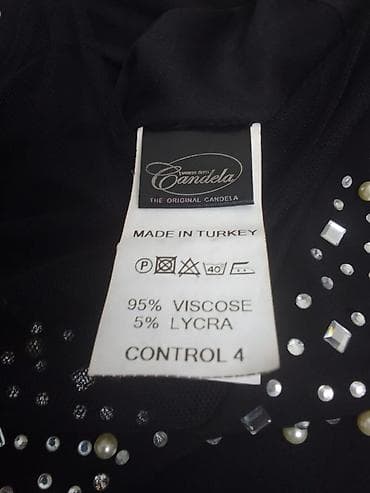 Candela
THE ORIGINAL CANDELA
MADE IN TURKEY
P 40
95% VISCOSE
5% LYCRA
CONTROL 4